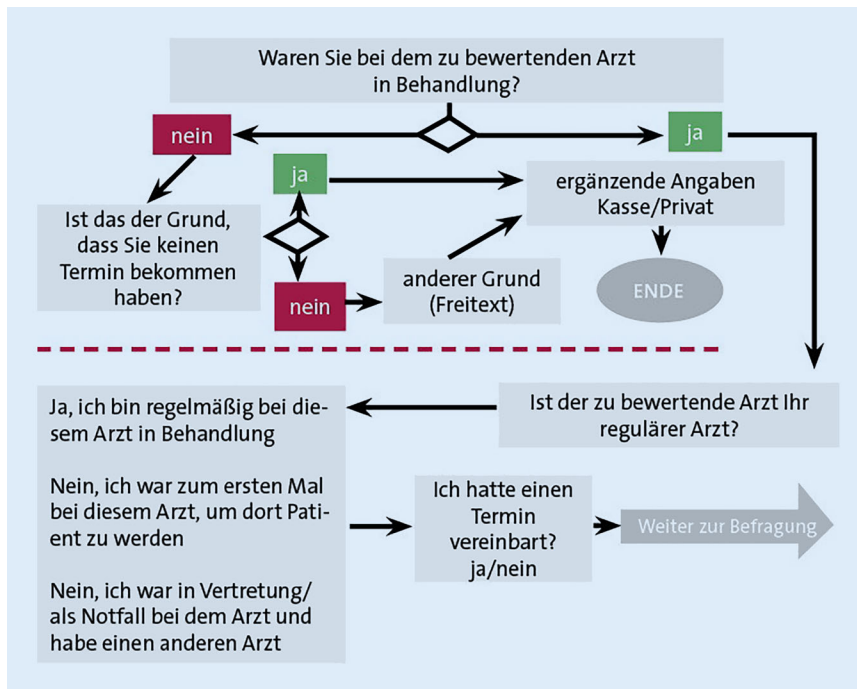 Waren Sie bei dem zu bewertenden Arzt
in Behandlung?
nein
ja
ja
ergänzende Angaben
Kasse/Privat
Ist das der Grund,
dass Sie keinen
Termin bekommen
haben?
nein
anderer Grund
(Freitext)
ENDE
Ist der zu bewertende Arzt Ihr
regulärer Arzt?
Ja, ich bin regelmäßig bei die-
sem Arzt in Behandlung
Nein, ich war zum ersten Mal
bei diesem Arzt, um dort Pati-
ent zu werden
Nein, ich war in Vertretung/
als Notfall bei dem Arzt und
habe einen anderen Arzt
Ich hatte einen
Termin
vereinbart?
ja/nein
Weiter zur Befragung